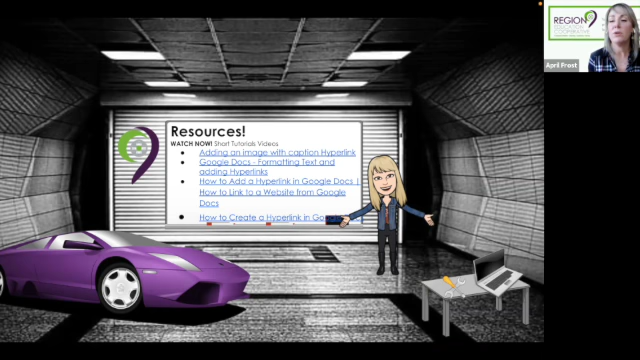 Resources!
WATCH NOW! Short Tutorials Videos
Adding an image with caption Hyperlink
Google Docs - Formatting Text and
adding Hyperlinks
How to Add a Hyperlink in Google Docs |
How to Link to a Website from Google
Docs
How to Create a Hyperlink in
REGION
April Frost